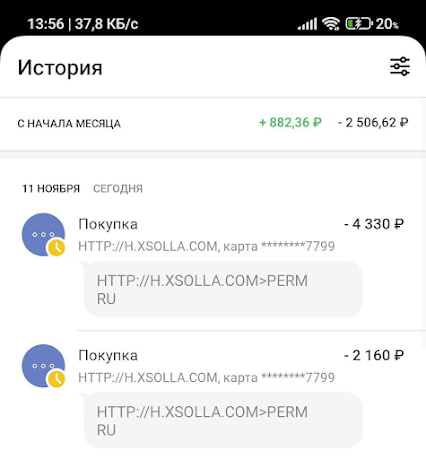 13:56 | 37,8 КБ/с 20%
История
С НАЧАЛА МЕСЯЦА + 882,36 ₽ - 2 506,62 ₽
11 НОЯБРЯ СЕГОДНЯ
Покупка - 4 330 ₽
HTTP://H.XSOLLA.COM, карта ********7799
HTTP://H.XSOLLA.COM>PERM
RU
Покупка - 2 160 ₽
HTTP://H.XSOLLA.COM, карта ********7799
HTTP://H.XSOLLA.COM>PERM
RU